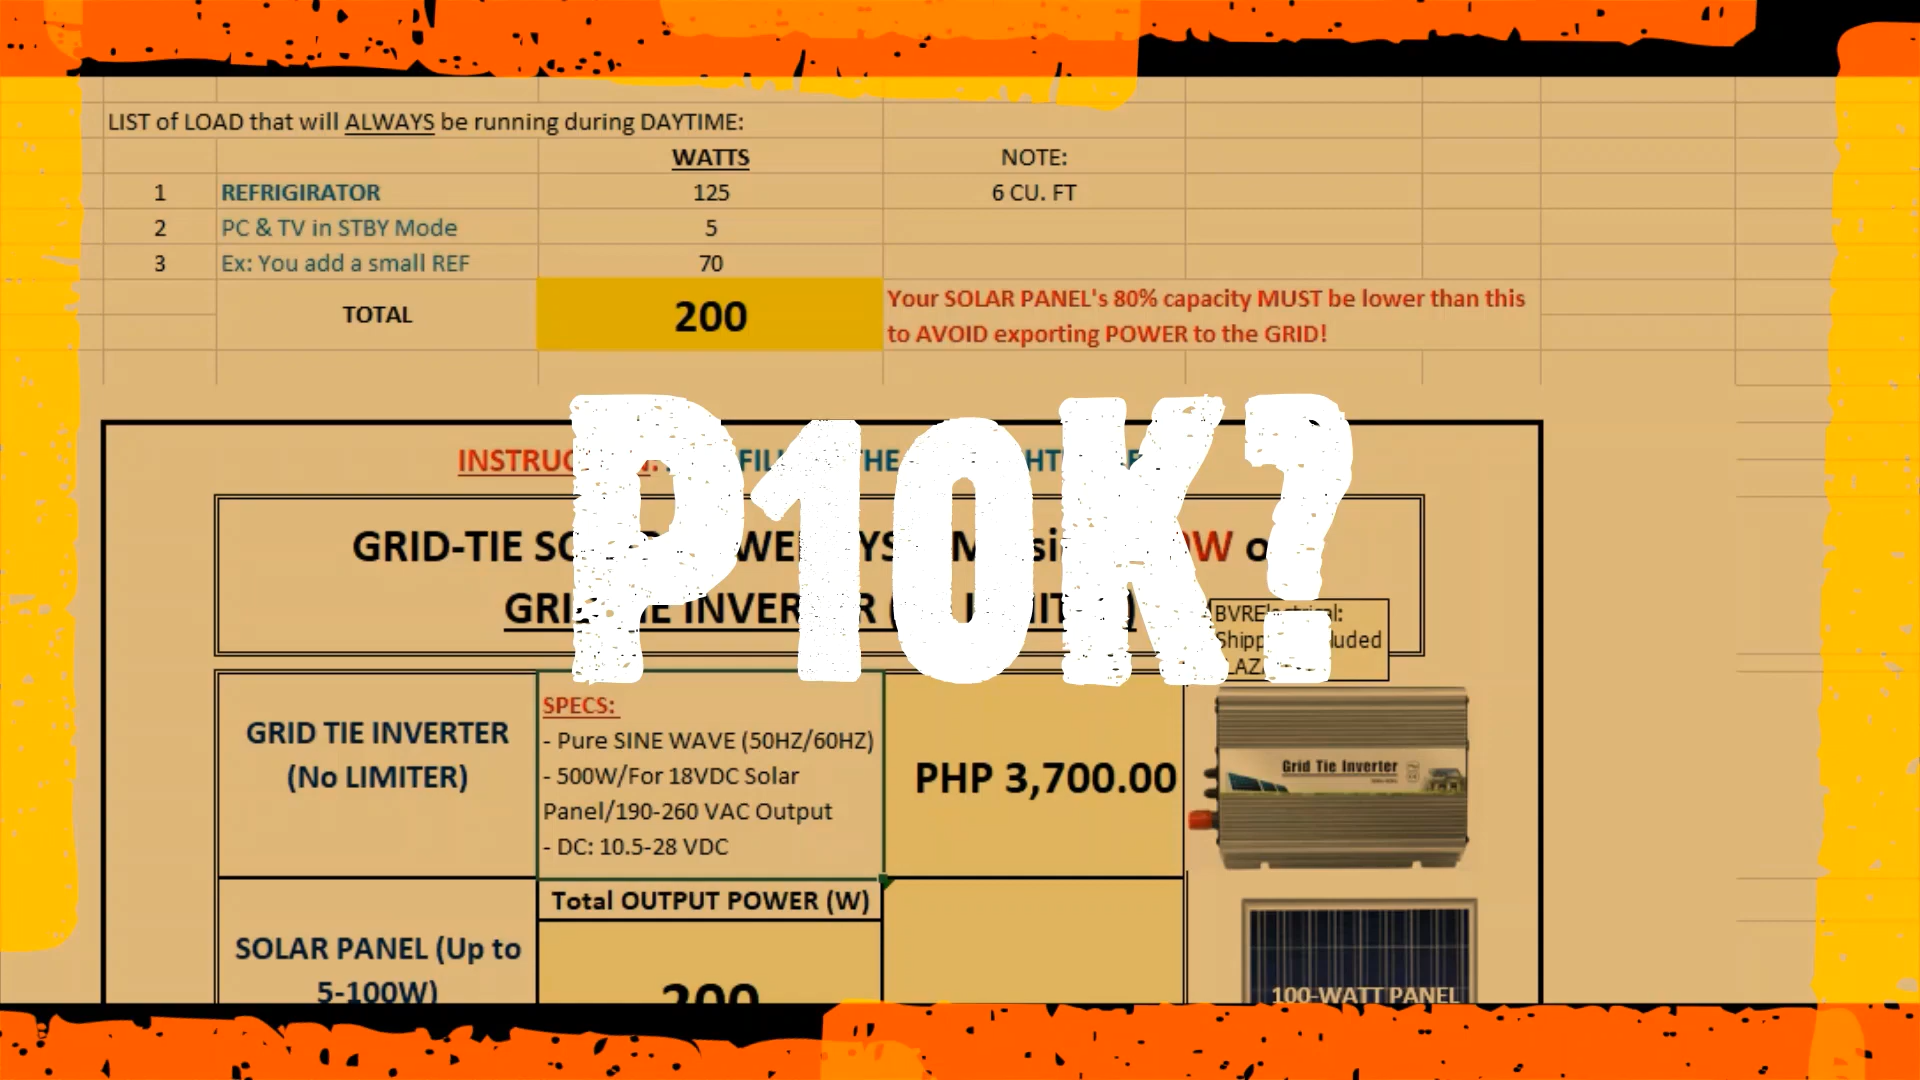 LIST of LOAD that will ALWAYS be running during DAYTIME:
WATTS NOTE:
1 REFRIGIRATOR 125 6 CU. FT
2 PC & TV in STBY Mode 5
3 Ex: You add a small REF 70
TOTAL 200
Your SOLAR PANEL's 80% capacity MUST be lower than this
to AVOID exporting POWER to the GRID!
P10K?
GRID-TIE
INVER
BVRElectrical:
GRID TIE INVERTER
(No LIMITER)
SPECS:
- Pure SINE WAVE (50HZ/60HZ)
- 500W/For 18VDC Solar
Panel/190-260 VAC Output
- DC: 10.5-28 VDC
PHP 3,700.00
Grid Tie Inverter
SOLAR PANEL (Up to
5-100W)
Total OUTPUT POWER (W)
200
100-WATT PANEL